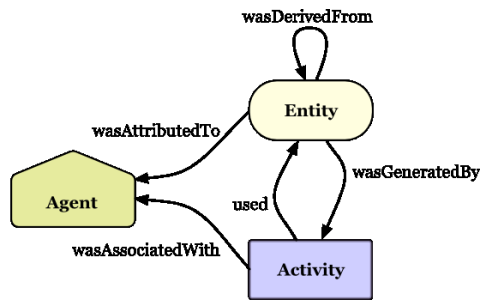 wasDerivedFrom
Entity
wasAttributedTo
wasGeneratedBy
Agent
used
wasAssociatedWith
Activity